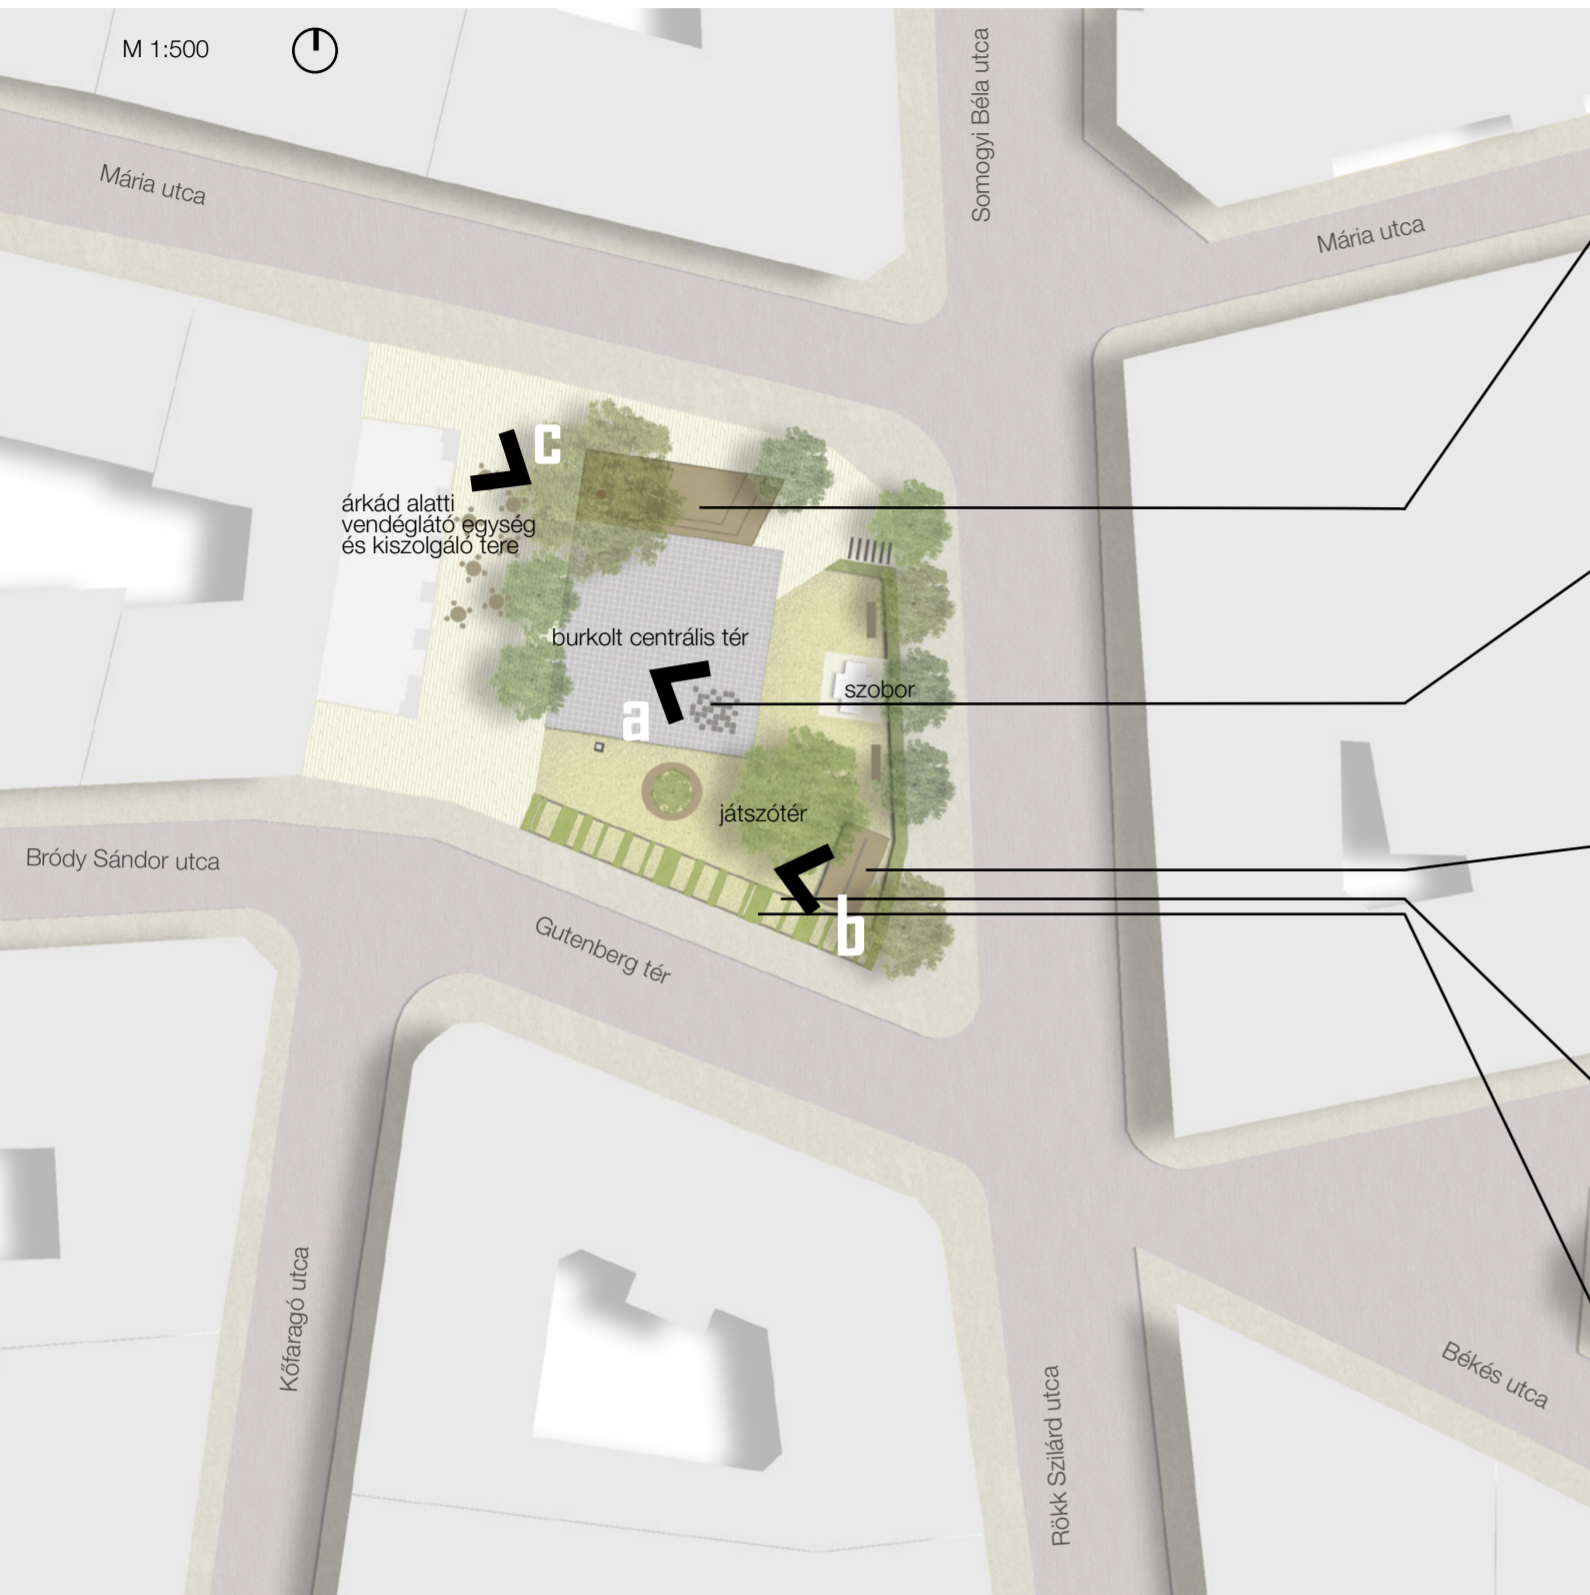 M 1:500
Somogyi Béla utca
Mária utca
Mária utca
c
árkád alatti
vendéglátó egység
és kiszolgáló tere
burkolt centrális tér
szobor
a
játszótér
Bródy Sándor utca
b
Gutenberg tér
Kőfaragó utca
Rökk Szilárd utca
Békés utca